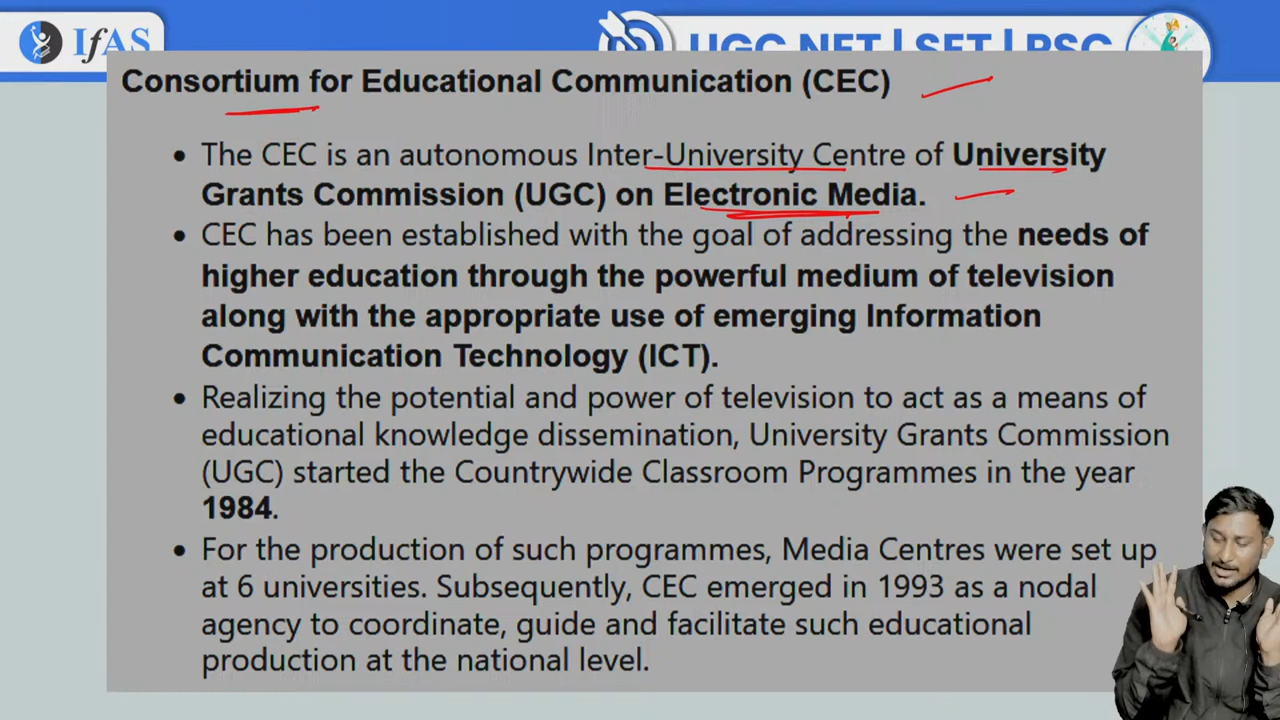 IfAS
UGC NET | SET | PSC
Consortium for Educational Communication (CEC)
• The CEC is an autonomous Inter-University Centre of University
Grants Commission (UGC) on Electronic Media.
• CEC has been established with the goal of addressing the needs of
higher education through the powerful medium of television
along with the appropriate use of emerging Information
Communication Technology (ICT).
• Realizing the potential and power of television to act as a means of
educational knowledge dissemination, University Grants Commission
(UGC) started the Countrywide Classroom Programmes in the year
1984.
• For the production of such programmes, Media Centres were set up
at 6 universities. Subsequently, CEC emerged in 1993 as a nodal
agency to coordinate, guide and facilitate such educational
production at the national level.